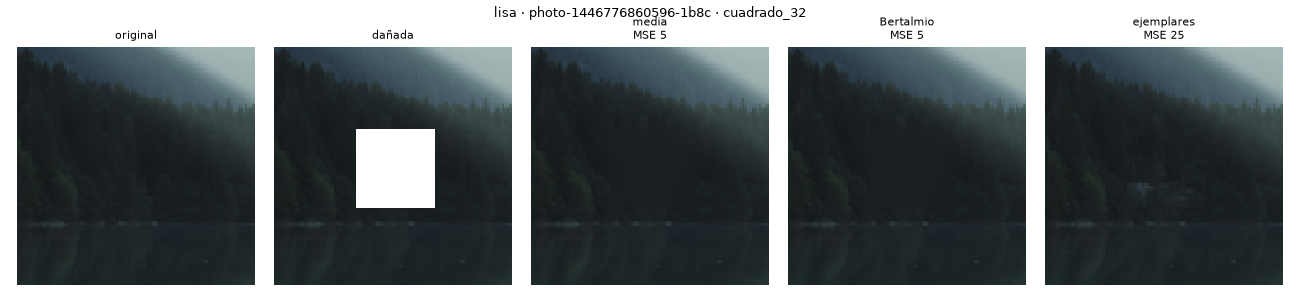 lisa · photo-1446776860596-1b8c · cuadrado_32
original
dañada
media
MSE 5
Bertalmio
MSE 5
ejemplares
MSE 25